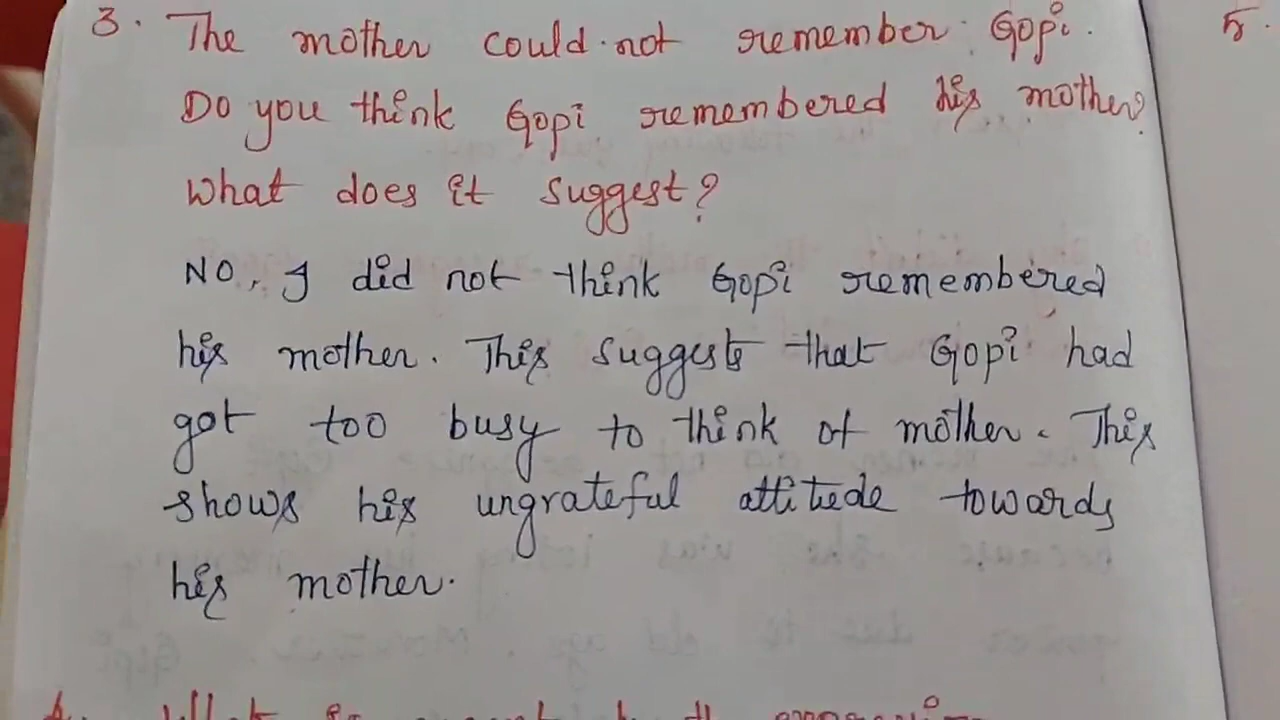 3. The mother could not remember Gopi. 5.
Do you think Gopi remembered his mother?
What does it suggest?
NO, I did not think Gopi remembered
his mother. This suggests that Gopi had
got too busy to think of mother. This
shows his ungrateful attitude towards
his mother.